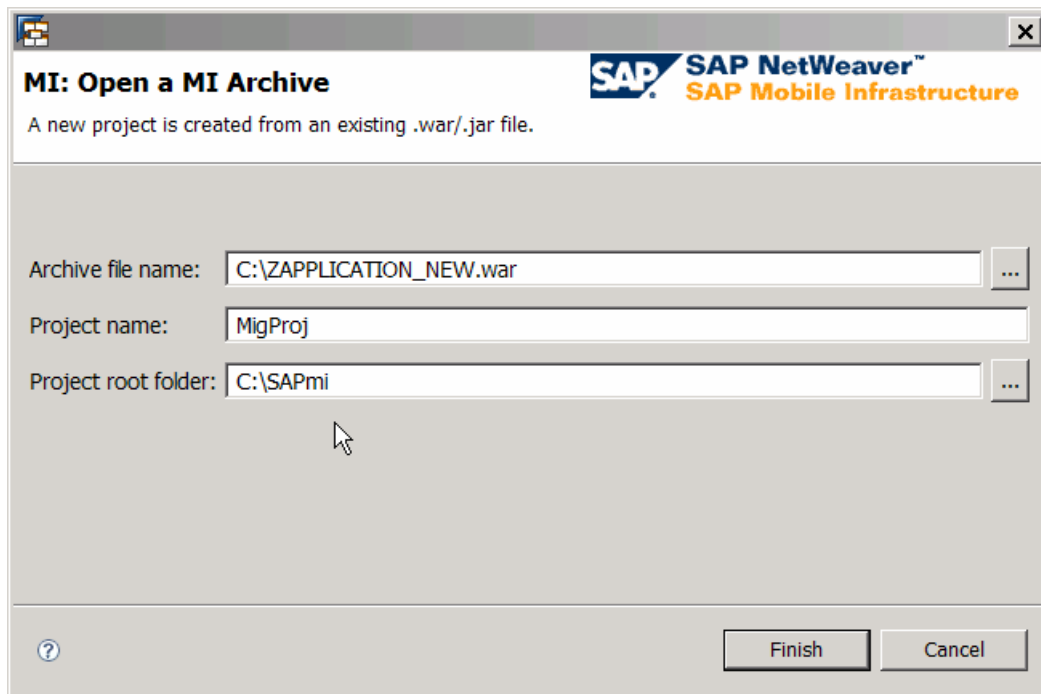 MI: Open a MI Archive
SAP
SAP NetWeaver™
SAP Mobile Infrastructure
A new project is created from an existing .war/.jar file.
Archive file name: C:\ZAPPLICATION_NEW.war ...
Project name: MigProj
Project root folder: C:\SAPmi ...
? Finish Cancel